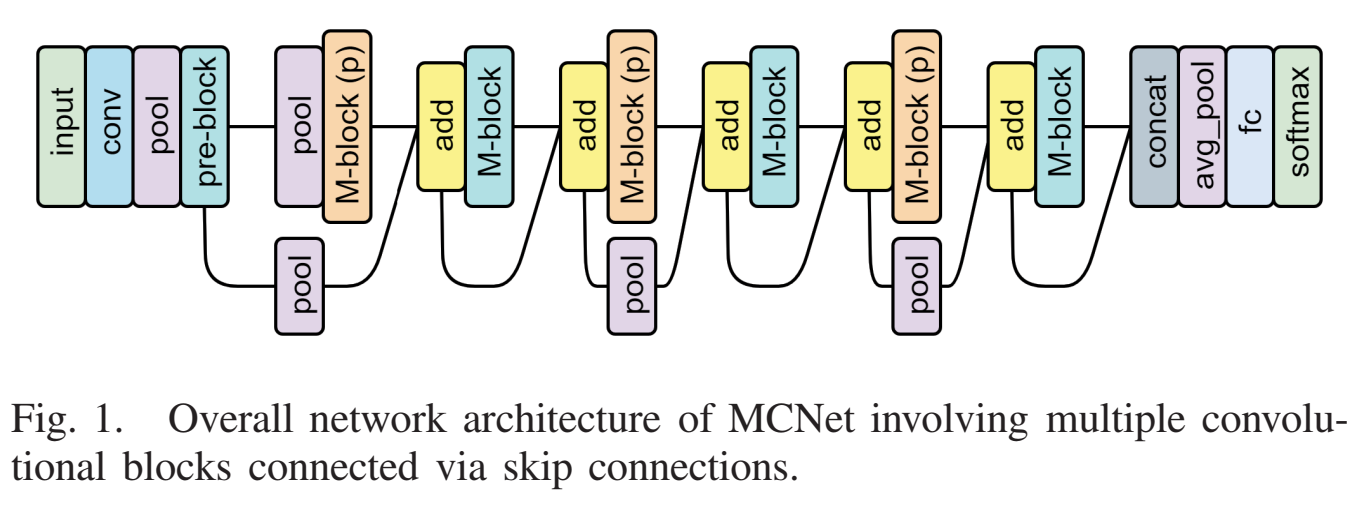 input
conv
pool
pre-block
pool
M-block (p)
pool
add
M-block
add
M-block (p)
pool
add
M-block
add
M-block (p)
pool
add
M-block
concat
avg_pool
fc
softmax
Fig. 1. Overall network architecture of MCNet involving multiple convolu-
tional blocks connected via skip connections.